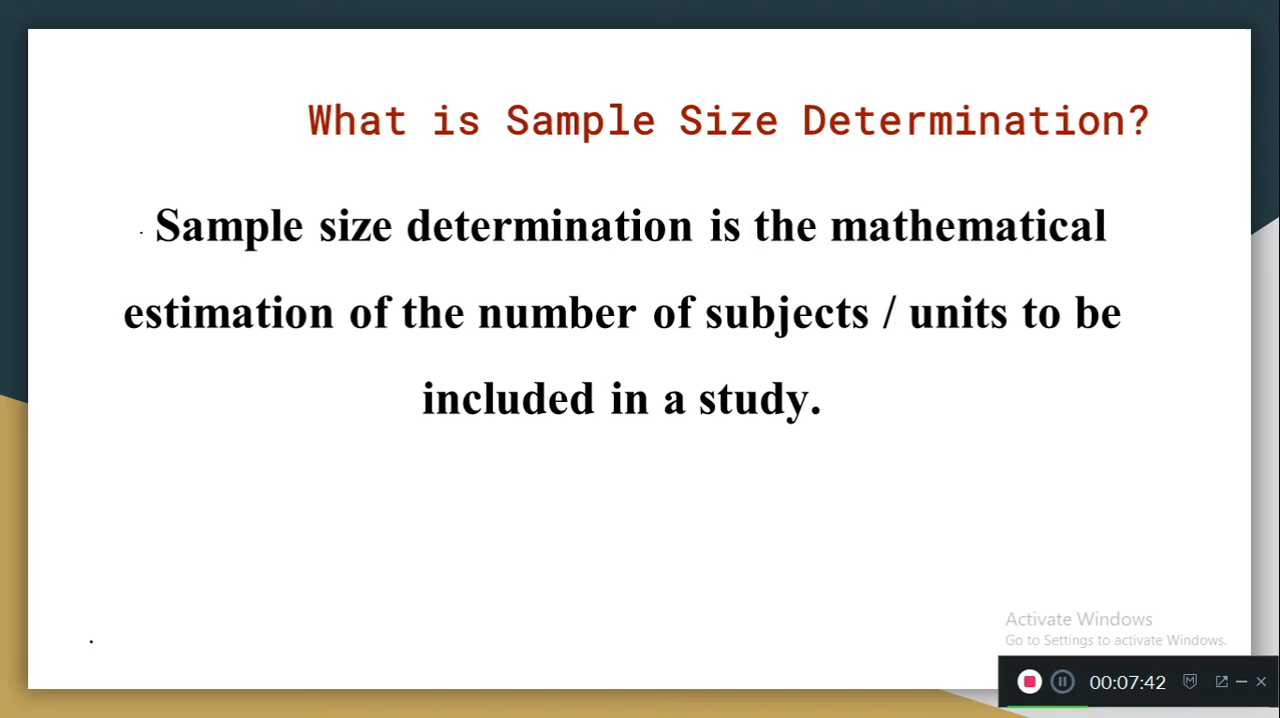 What is Sample Size Determination?
. Sample size determination is the mathematical
estimation of the number of subjects / units to be
included in a study.
.
Activate Windows
Go to Settings to activate Windows.
00:07:42